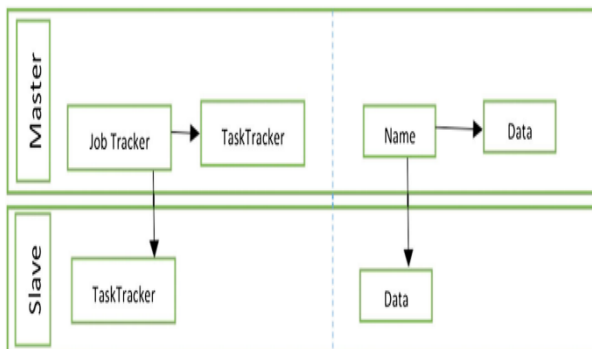 Master
Job Tracker
TaskTracker
Name
Data
Slave
TaskTracker
Data